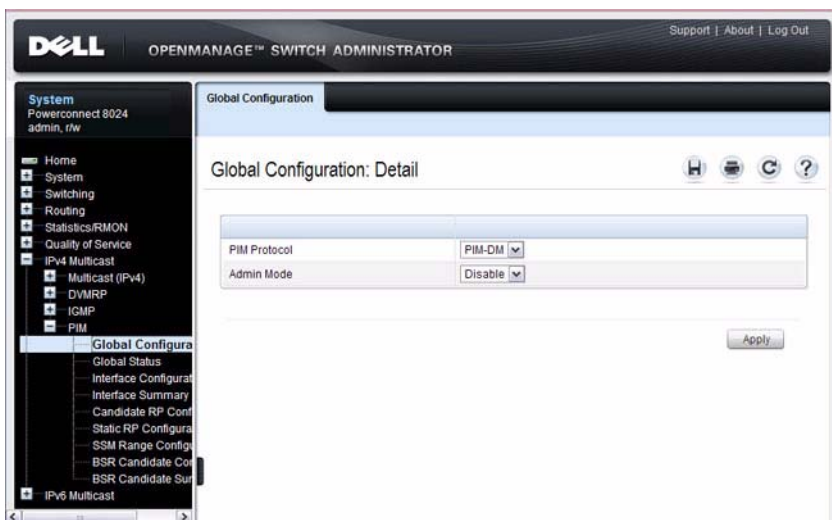 Support | About | Log Out
DELL OPENMANAGE™ SWITCH ADMINISTRATOR
System
Powerconnect 8024
admin, r/w
Global Configuration
Home
System
Switching
Routing
Statistics/RMON
Quality of Service
IPv4 Multicast
Multicast (IPv4)
DVMRP
IGMP
PIM
Global Configura
Global Status
Interface Configurat
Interface Summary
Candidate RP Conf
Static RP Configura
SSM Range Configu
BSR Candidate Con
BSR Candidate Sum
IPv6 Multicast
Global Configuration: Detail
PIM Protocol PIM-DM
Admin Mode Disable
Apply